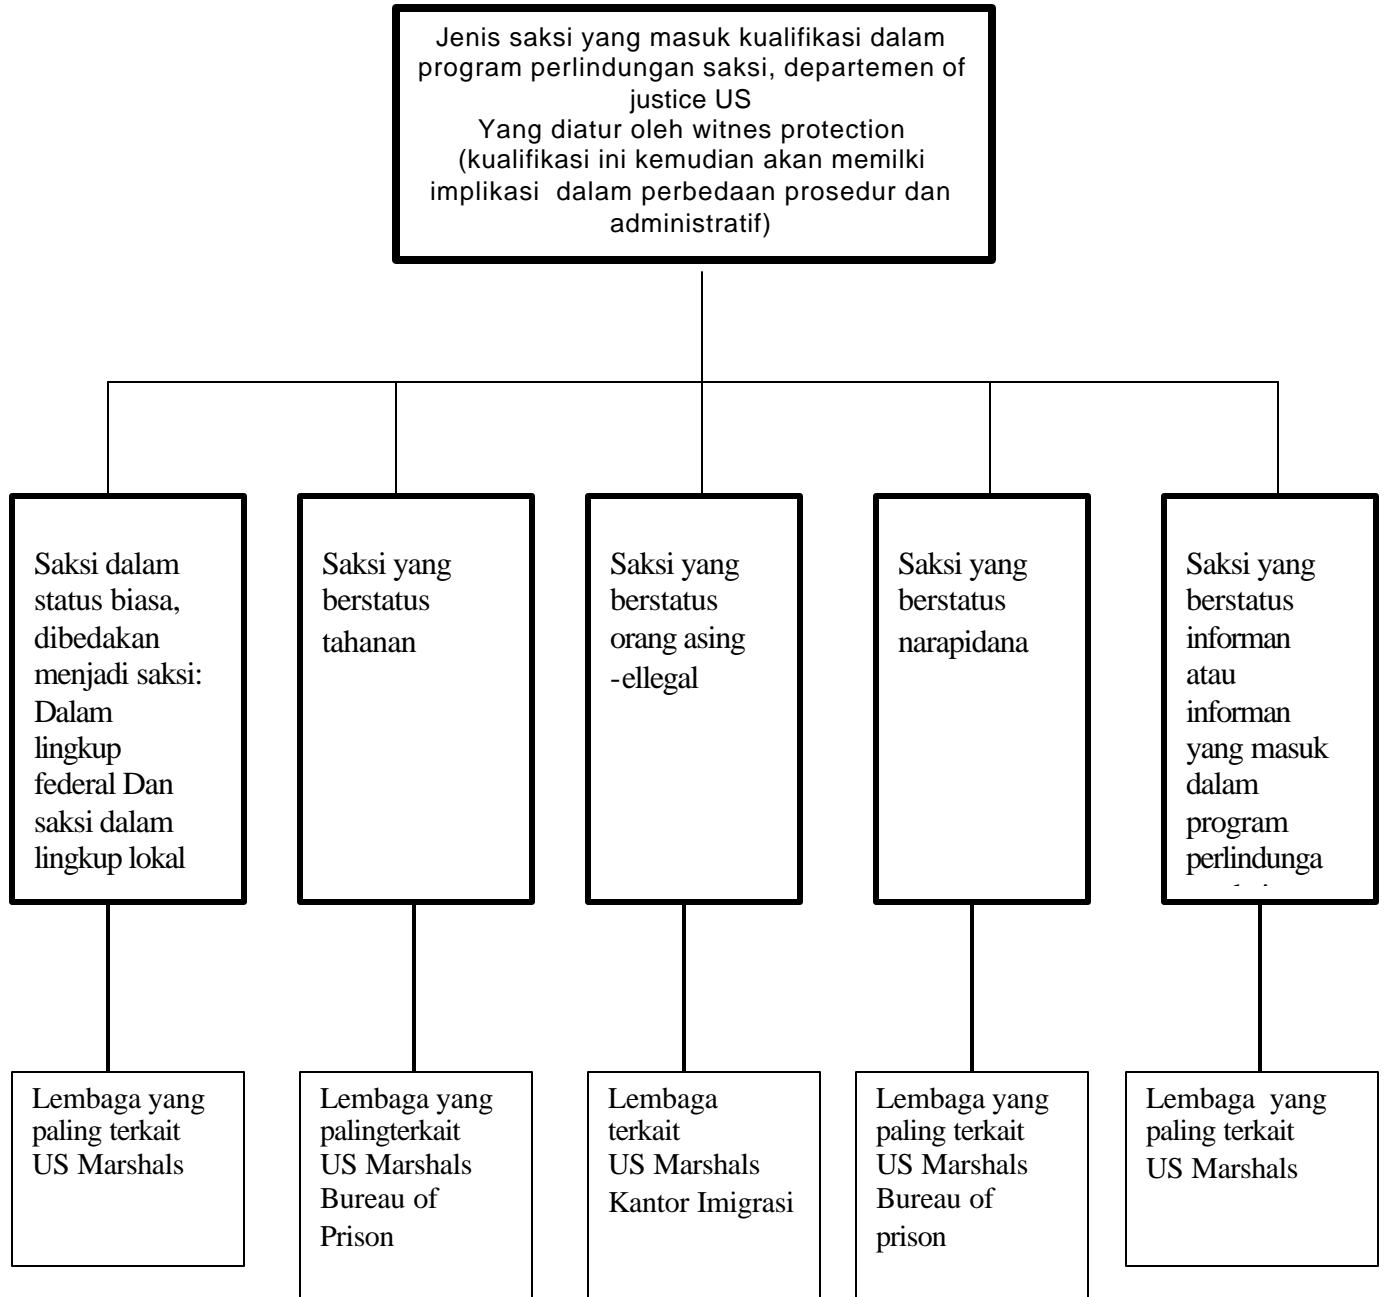 Jenis saksi yang masuk kualifikasi dalam
program perlindungan saksi, departemen of
justice US
Yang diatur oleh witnes protection
(kualifikasi ini kemudian akan memilki
implikasi dalam perbedaan prosedur dan
administratif)
Saksi dalam
status biasa,
dibedakan
menjadi saksi:
Dalam
lingkup
federal Dan
saksi dalam
lingkup lokal
Saksi yang
berstatus
tahanan
Saksi yang
berstatus
orang asing
-ellegal
Saksi yang
berstatus
narapidana
Saksi yang
berstatus
informan
atau
informan
yang masuk
dalam
program
perlindunga
Lembaga yang
paling terkait
US Marshals
Lembaga yang
palingterkait
US Marshals
Bureau of
Prison
Lembaga
terkait
US Marshals
Kantor Imigrasi
Lembaga yang
paling terkait
US Marshals
Bureau of
prison
Lembaga yang
paling terkait
US Marshals